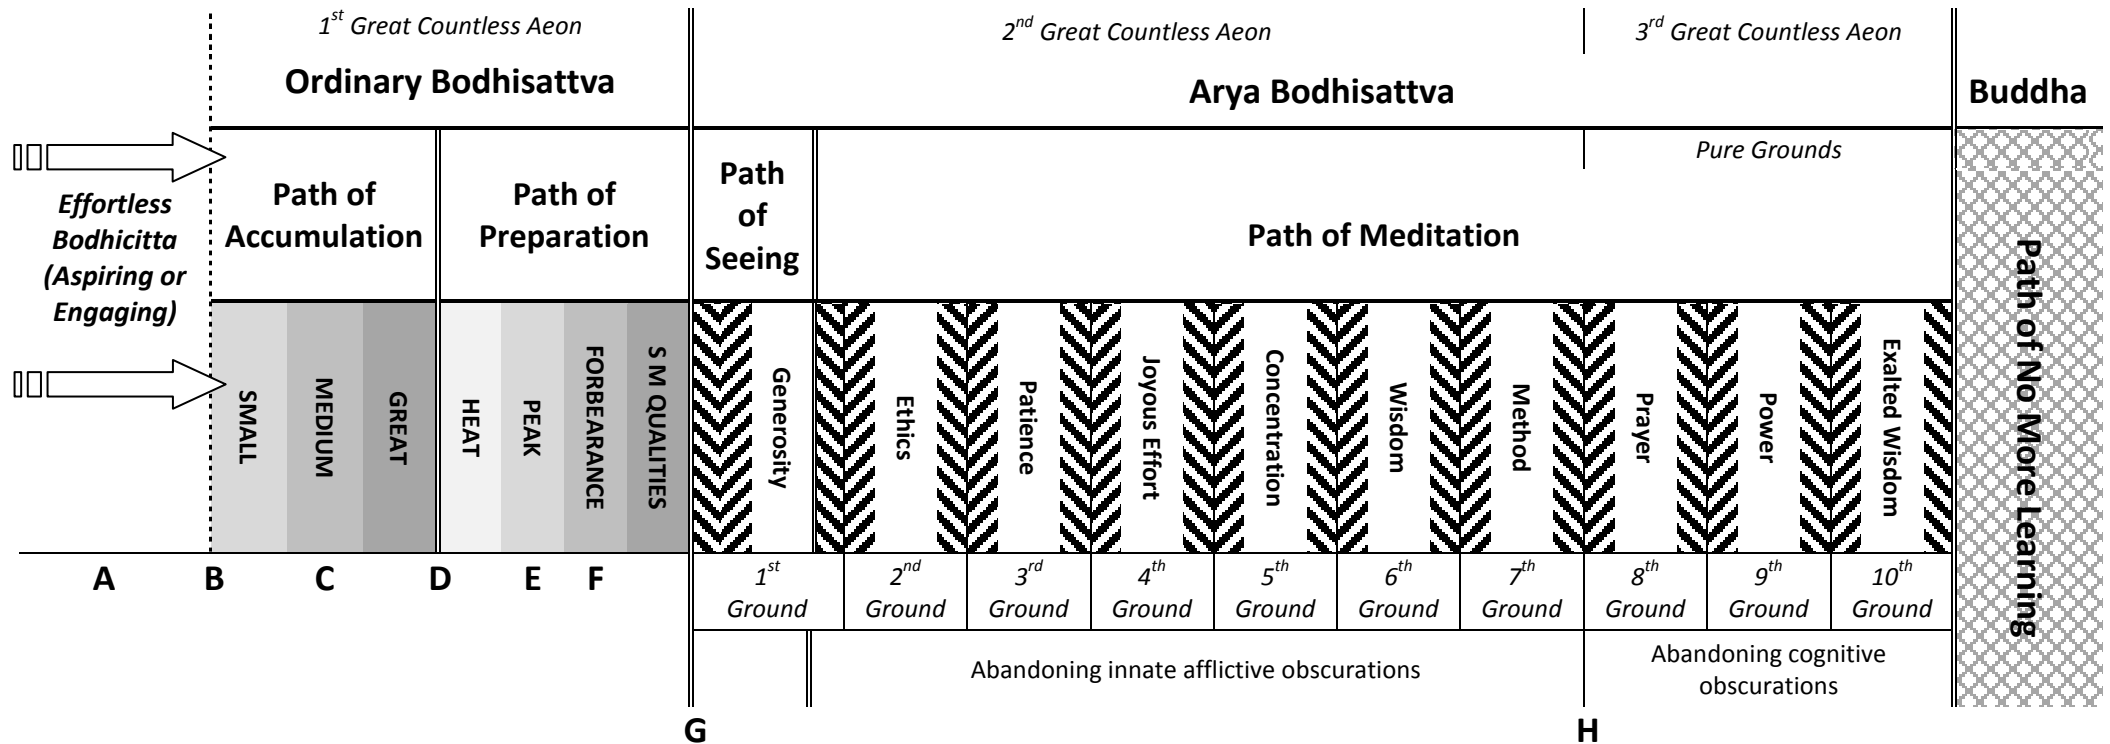 1st Great Countless Aeon
2nd Great Countless Aeon
3rd Great Countless Aeon
Ordinary Bodhisattva
Arya Bodhisattva
Buddha
Pure Grounds
Effortless
Bodhicitta
(Aspiring or
Engaging)
Path of
Accumulation
Path of
Preparation
Path
of
Seeing
Path of Meditation
Path of No More Learning
SMALL
MEDIUM
GREAT
HEAT
PEAK
FORBEARANCE
S M QUALITIES
Generosity
Ethics
Patience
Joyous Effort
Concentration
Wisdom
Method
Prayer
Power
Exalted Wisdom
A
B
C
D
E
F
1st
Ground
2nd
Ground
3rd
Ground
4th
Ground
5th
Ground
6th
Ground
7th
Ground
8th
Ground
9th
Ground
10th
Ground
Abandoning innate afflictive obscurations
Abandoning cognitive
obscurations
G
H